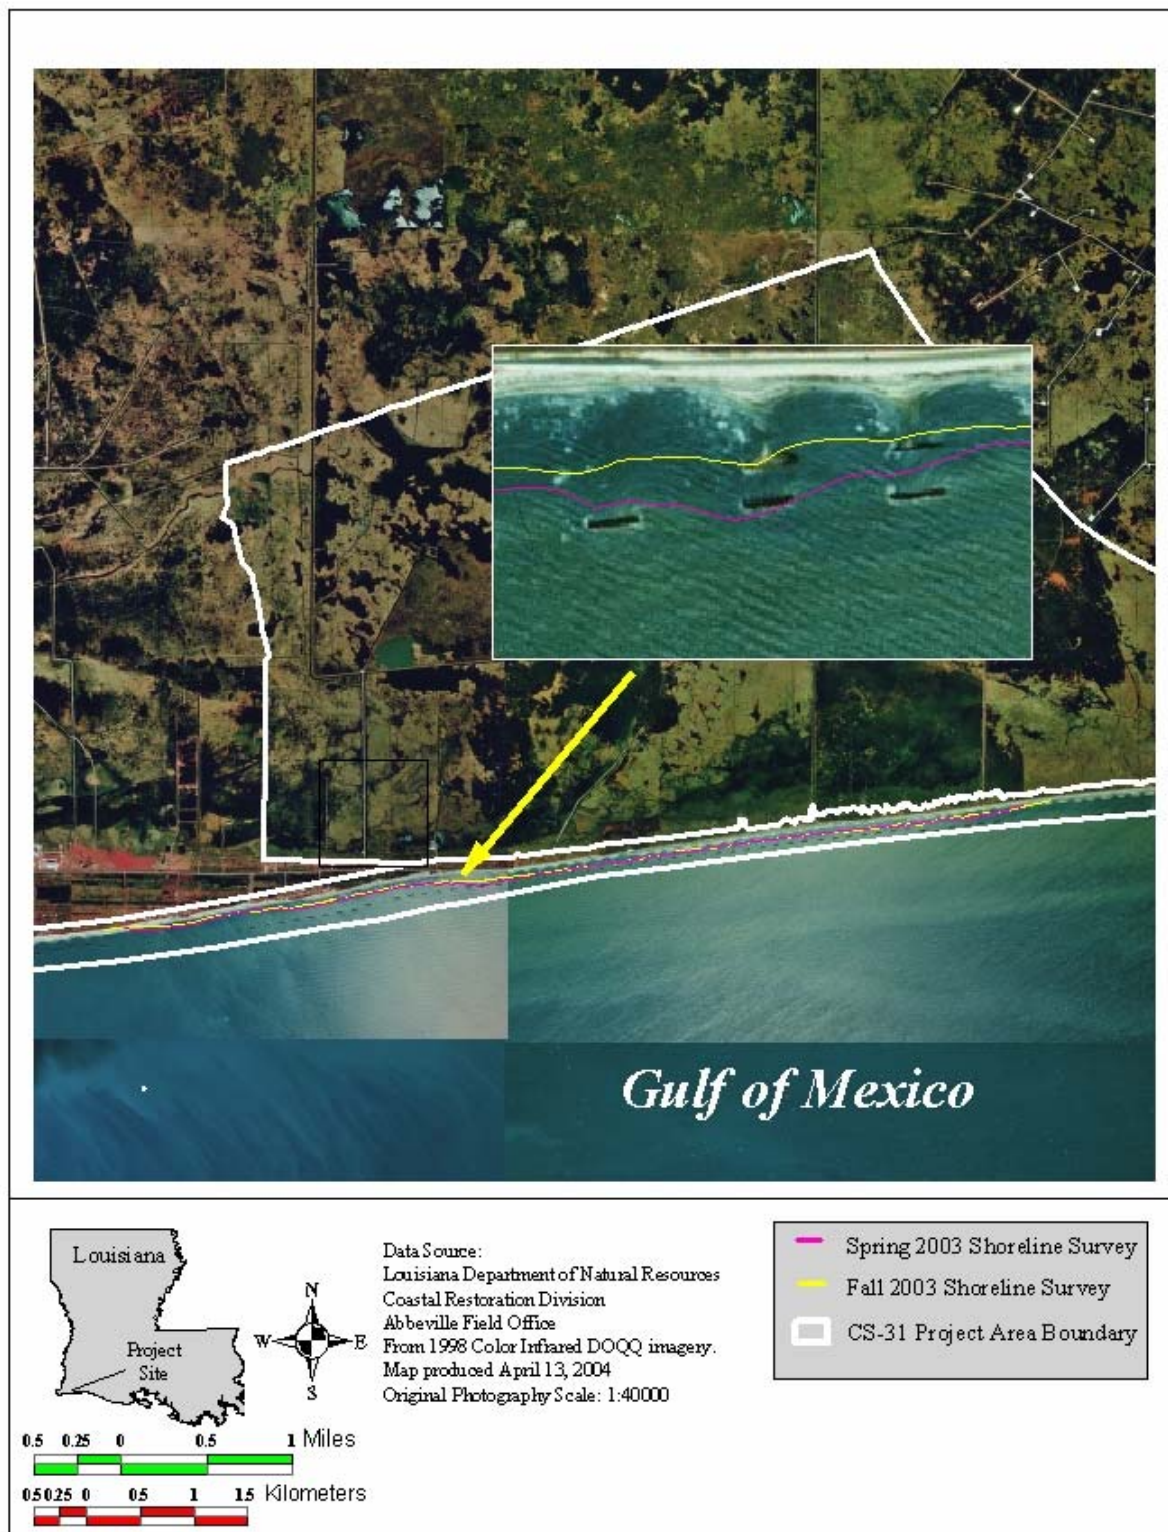 Gulf of Mexico
Louisiana
Project
Site
N
W E
S
Data Source:
Louisiana Department of Natural Resources
Coastal Restoration Division
Abbeville Field Office
From 1998 Color Infrared DOQQ imagery.
Map produced April 13, 2004
Original Photography Scale: 1:40000
Spring 2003 Shoreline Survey
Fall 2003 Shoreline Survey
CS-31 Project Area Boundary
0.5 0.25 0 0.5 1 Miles
0.5 0.25 0 0.5 1 1.5 Kilometers